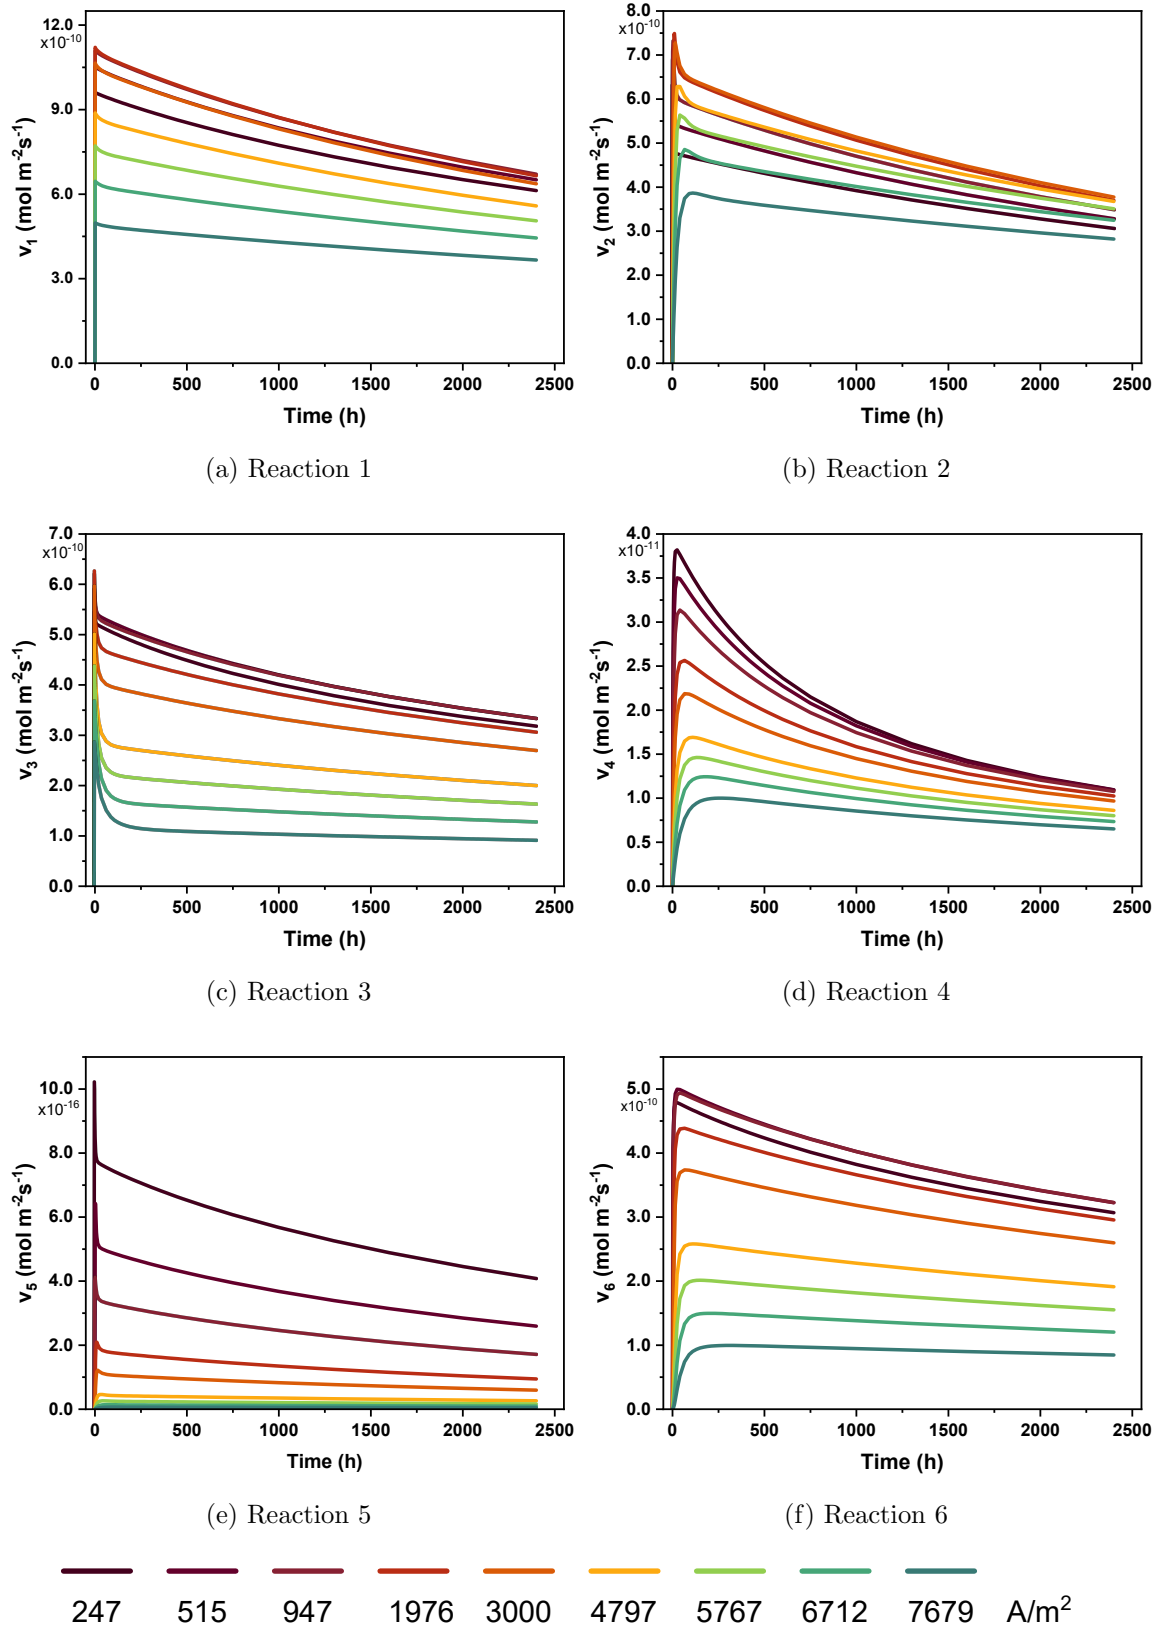 12.0
x10-10
9.0
6.0
3.0
0.0
v1 (mol m-2s-1)
0 500 1000 1500 2000 2500
Time (h)
(a) Reaction 1
8.0
x10-10
7.0
6.0
5.0
4.0
3.0
2.0
1.0
0.0
v2 (mol m-2s-1)
0 500 1000 1500 2000 2500
Time (h)
(b) Reaction 2
7.0
x10-10
6.0
5.0
4.0
3.0
2.0
1.0
0.0
v3 (mol m-2s-1)
0 500 1000 1500 2000 2500
Time (h)
(c) Reaction 3
4.0
x10-11
3.5
3.0
2.5
2.0
1.5
1.0
0.5
0.0
v4 (mol m-2s-1)
0 500 1000 1500 2000 2500
Time (h)
(d) Reaction 4
10.0
x10-16
8.0
6.0
4.0
2.0
0.0
v5 (mol m-2s-1)
0 500 1000 1500 2000 2500
Time (h)
(e) Reaction 5
5.0
x10-10
4.0
3.0
2.0
1.0
0.0
v6 (mol m-2s-1)
0 500 1000 1500 2000 2500
Time (h)
(f) Reaction 6
247 515 947 1976 3000 4797 5767 6712 7679 A/m2